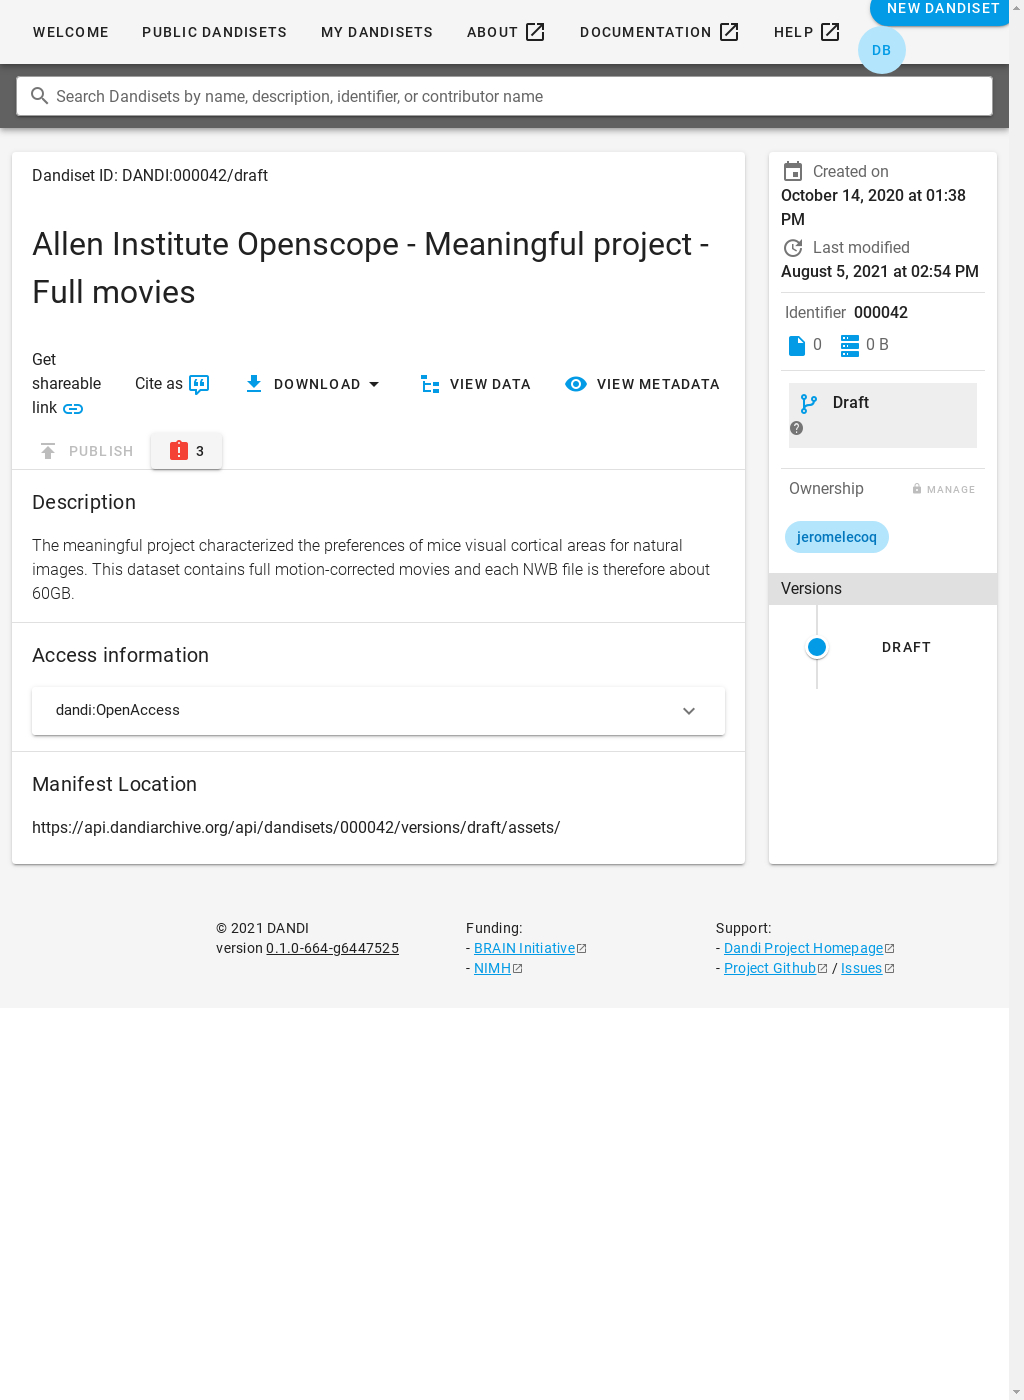 WELCOME
PUBLIC DANDISETS
MY DANDISETS
ABOUT
DOCUMENTATION
HELP
NEW DANDISET
DB
Search Dandisets by name, description, identifier, or contributor name
Dandiset ID: DANDI:000042/draft
Allen Institute Openscope - Meaningful project -
Full movies
Get
shareable
link
Cite as
DOWNLOAD
VIEW DATA
VIEW METADATA
PUBLISH
3
Description
The meaningful project characterized the preferences of mice visual cortical areas for natural
images. This dataset contains full motion-corrected movies and each NWB file is therefore about
60GB.
Access information
dandi:OpenAccess
Manifest Location
https://api.dandiarchive.org/api/dandisets/000042/versions/draft/assets/
Created on
October 14, 2020 at 01:38
PM
Last modified
August 5, 2021 at 02:54 PM
Identifier 000042
0
0 B
Draft
Ownership
MANAGE
jeromelecoq
Versions
DRAFT
© 2021 DANDI
version 0.1.0-664-g6447525
Funding:
- BRAIN Initiative
- NIMH
Support:
- Dandi Project Homepage
- Project Github / Issues